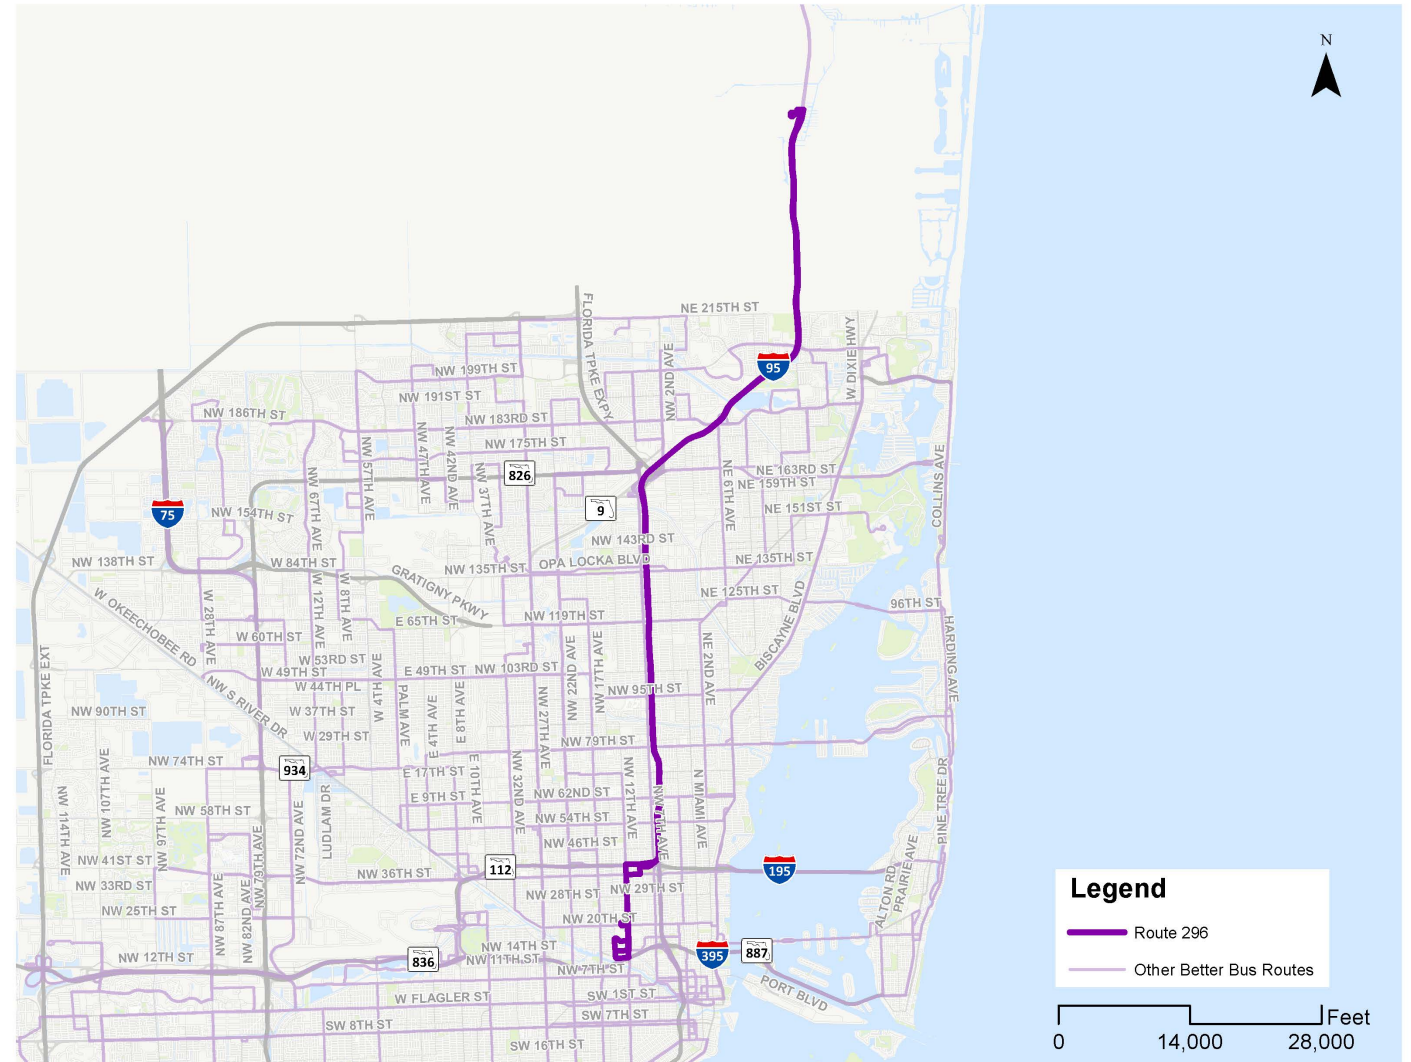 N
NE 215TH ST
FLORIDA TPKE EXPY
NW 2ND AVE
W DIXIE HWY
95
NW 199TH ST
NW 191ST ST
NW 186TH ST
NW 183RD ST
NW 175TH ST
NW 57TH AVE
NW 47TH AVE
NW 42ND AVE
NW 37TH AVE
NW 67TH AVE
826
9
NE 163RD ST
NE 159TH ST
NE 6TH AVE
NE 151ST ST
COLLINS AVE
75
NW 154TH ST
NW 143RD ST
NW 138TH ST
W 84TH ST
GRATIGNY PKWY
NW 135TH ST
OPA LOCKA BLVD
NE 135TH ST
NE 125TH ST
96TH ST
W OKEECHOBEE RD
W 28TH AVE
W 12TH AVE
W 8TH AVE
E 65TH ST
NW 119TH ST
BISCAYNE BLVD
HARDING AVE
W 60TH ST
W 53RD ST
W 49TH ST
W 44TH PL
W 4TH AVE
E 49TH ST
NW 103RD ST
NW 22ND AVE
NW 17TH AVE
NE 2ND AVE
FLORIDA TPKE EXT
NW S RIVER DR
PALM AVE
E 4TH AVE
E 8TH AVE
NW 27TH AVE
NW 95TH ST
NW 90TH ST
W 37TH ST
W 29TH ST
NW 79TH ST
NW 74TH ST
934
E 17TH ST
E 10TH AVE
NW 32ND AVE
NW 12TH AVE
NW 7TH AVE
N MIAMI AVE
PINE TREE DR
NW 114TH AVE
NW 107TH AVE
NW 97TH AVE
NW 58TH ST
NW 72ND AVE
LUDLAM DR
E 9TH ST
NW 62ND ST
NW 54TH ST
NW 46TH ST
NW 41ST ST
NW 79TH AVE
NW 36TH ST
112
195
NW 33RD ST
NW 87TH AVE
NW 82ND AVE
NW 28TH ST
NW 29TH ST
ALTON RD
PRAIRIE AVE
NW 25TH ST
NW 20TH ST
NW 14TH ST
NW 12TH ST
836
NW 11TH ST
NW 7TH ST
395
887
PORT BLVD
W FLAGLER ST
SW 1ST ST
SW 8TH ST
SW 7TH ST
SW 16TH ST
Legend
Route 296
Other Better Bus Routes
Feet
0 14,000 28,000